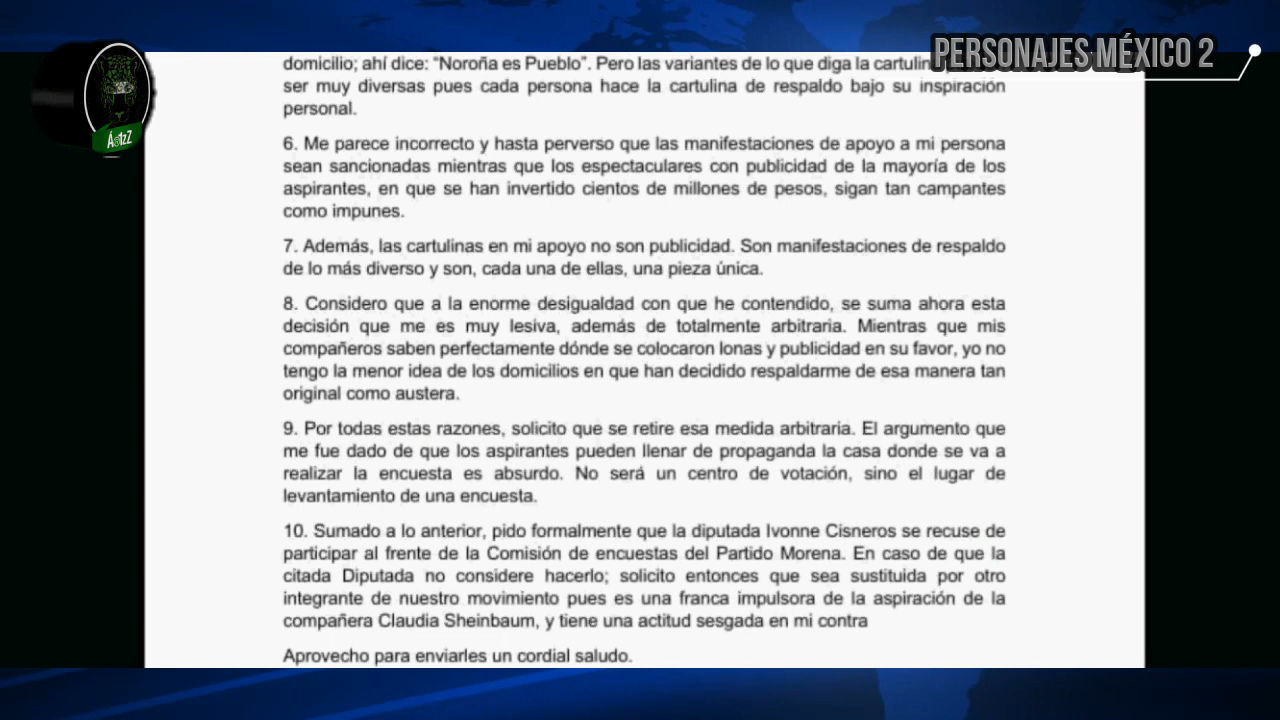 PERSONAJES MÉXICO 2
domicilio; ahí dice: “Noroña es Pueblo”. Pero las variantes de lo que diga la
ser muy diversas pues cada persona hace la cartulina de respaldo bajo su inspiración
personal.
6. Me parece incorrecto y hasta perverso que las manifestaciones de apoyo a mi persona
sean sancionadas mientras que los espectaculares con publicidad de la mayoría de los
aspirantes, en que se han invertido cientos de millones de pesos, sigan tan campantes
como impunes.
7. Además, las cartulinas en mi apoyo no son publicidad. Son manifestaciones de respaldo
de lo más diverso y son, cada una de ellas, una pieza única.
8. Considero que a la enorme desigualdad con que he contendido, se suma ahora esta
decisión que me es muy lesiva, además de totalmente arbitraria. Mientras que mis
compañeros saben perfectamente dónde se colocaron lonas y publicidad en su favor, yo no
tengo la menor idea de los domicilios en que han decidido respaldarme de esa manera tan
original como austera.
9. Por todas estas razones, solicito que se retire esa medida arbitraria. El argumento que
me fue dado de que los aspirantes pueden llenar de propaganda la casa donde se va a
realizar la encuesta es absurdo. No será un centro de votación, sino el lugar de
levantamiento de una encuesta.
10. Sumado a lo anterior, pido formalmente que la diputada Ivonne Cisneros se recuse de
participar al frente de la Comisión de encuestas del Partido Morena. En caso de que la
citada Diputada no considere hacerlo; solicito entonces que sea sustituida por otro
integrante de nuestro movimiento pues es una franca impulsora de la aspiración de la
compañera Claudia Sheinbaum, y tiene una actitud sesgada en mi contra
Aprovecho para enviarles un cordial saludo.